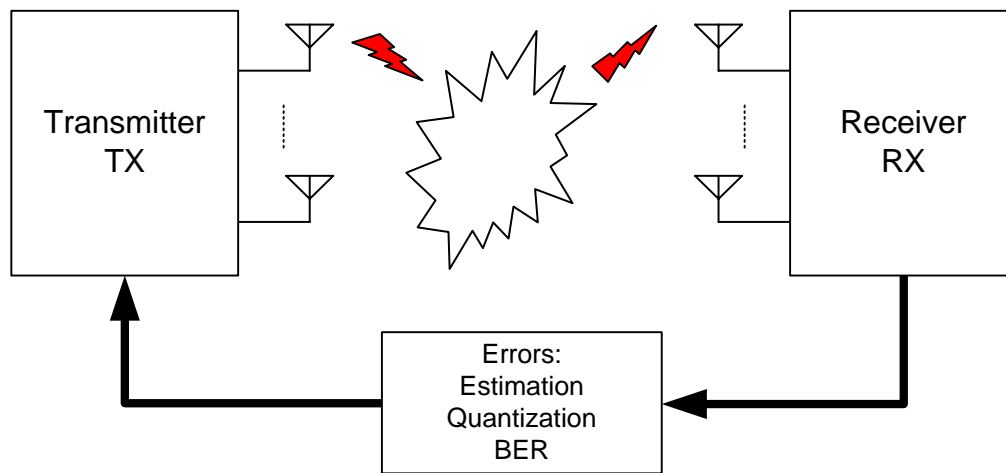 Transmitter
TX
Receiver
RX
Errors:
Estimation
Quantization
BER